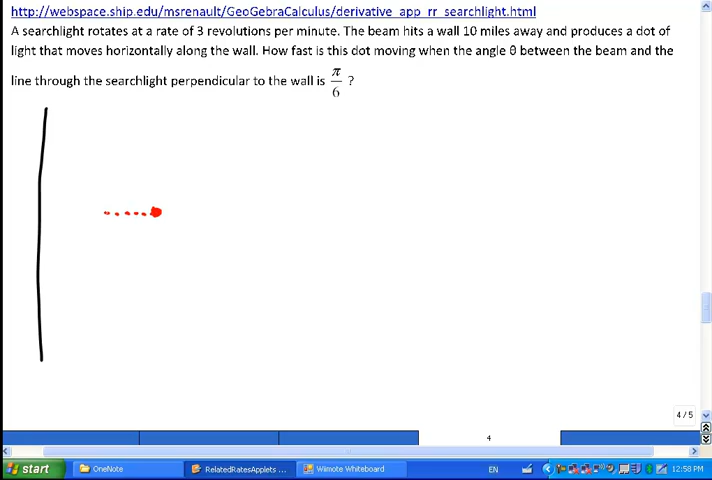 http://webspace.ship.edu/msrenault/GeoGebraCalculus/derivative_app_rr_searchlight.html
A searchlight rotates at a rate of 3 revolutions per minute. The beam hits a wall 10 miles away and produces a dot of
light that moves horizontally along the wall. How fast is this dot moving when the angle θ between the beam and the
line through the searchlight perpendicular to the wall is π/6 ?
4/5
4
start
OneNote
RelatedRatesApplets ...
Wiimote Whiteboard
EN
12:58 PM